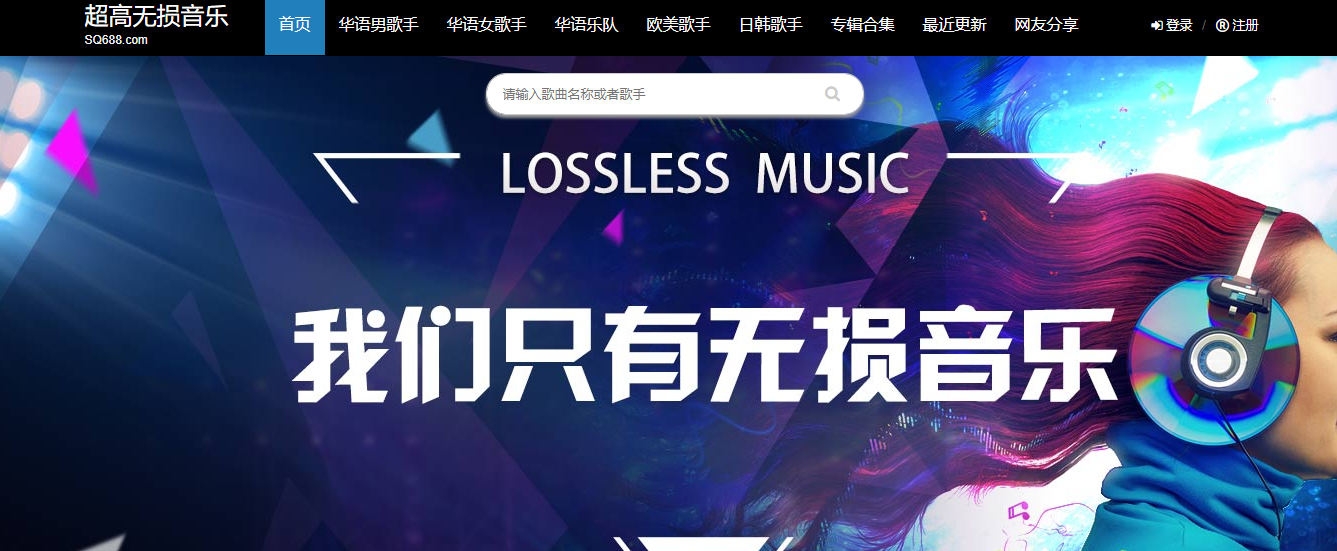 超高无损音乐
SQ688.com
首页 华语男歌手 华语女歌手 华语乐队 欧美歌手 日韩歌手 专辑合集 最近更新 网友分享 登录 / ® 注册
请输入歌曲名称或者歌手
LOSSLESS MUSIC
我们只有无损音乐